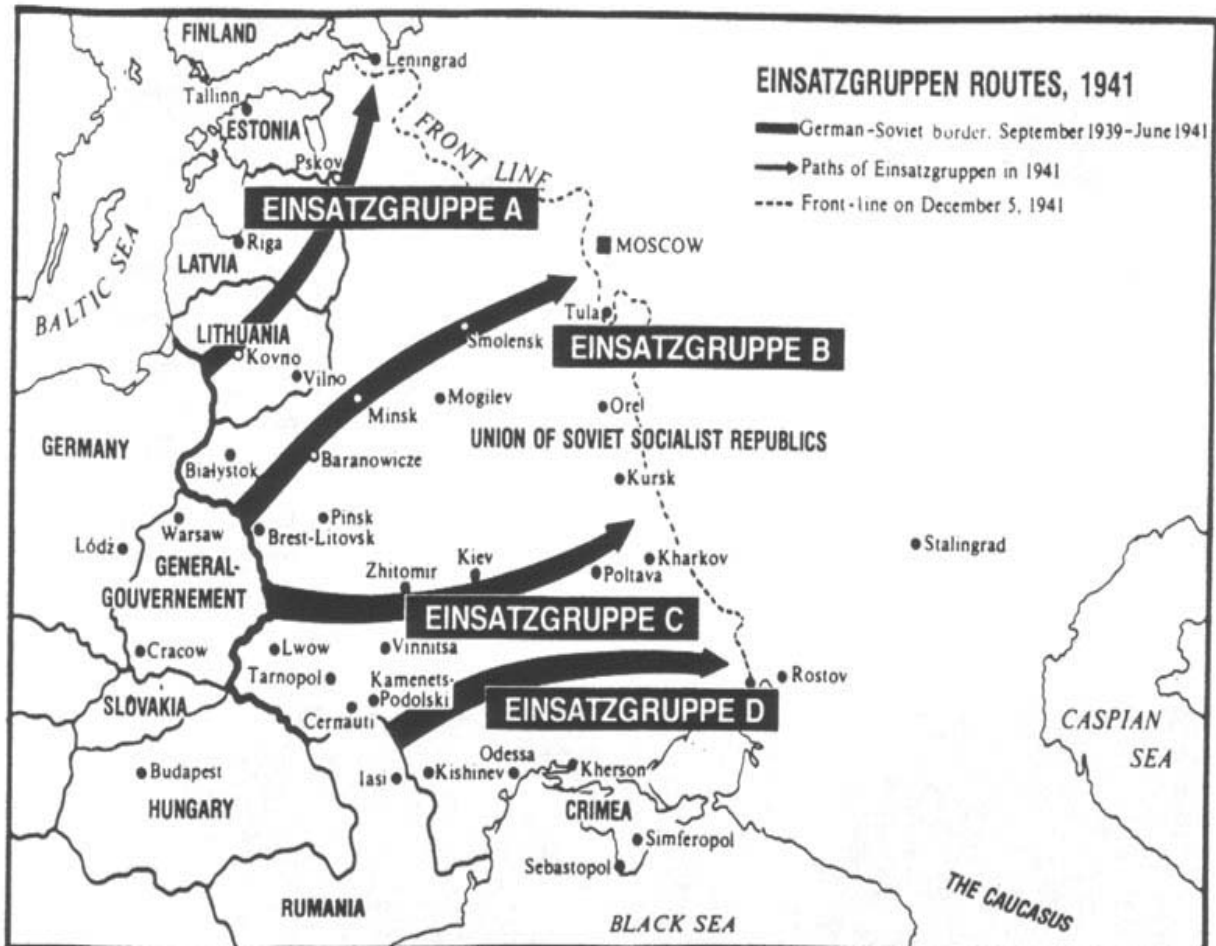 FINLAND
Leningrad
EINSATZGRUPPEN ROUTES, 1941
German-Soviet border, September 1939-June 1941
Paths of Einsatzgruppen in 1941
Front-line on December 5, 1941
Tallinn
ESTONIA
FRONT LINE
Pskov
EINSATZGRUPPE A
Riga
MOSCOW
LATVIA
BALTIC SEA
Tula
LITHUANIA
Smolensk
EINSATZGRUPPE B
Kovno
Vilno
Minsk
Mogilev
Orel
GERMANY
UNION OF SOVIET SOCIALIST REPUBLICS
Białystok
Baranowicze
Kursk
Warsaw
Brest-Litovsk
Pinsk
Łódź
GENERAL-
GOUVERNEMENT
Zhitomir
Kiev
Poltava
Kharkov
Stalingrad
EINSATZGRUPPE C
Cracow
Lwów
Vinnitsa
Tarnopol
Kamenets-
Podolski
Rostov
SLOVAKIA
Cernauti
EINSATZGRUPPE D
CASPIAN
SEA
Budapest
HUNGARY
Iasi
Kishinev
Odessa
Kherson
CRIMEA
Simferopol
Sebastopol
RUMANIA
BLACK SEA
THE CAUCASUS